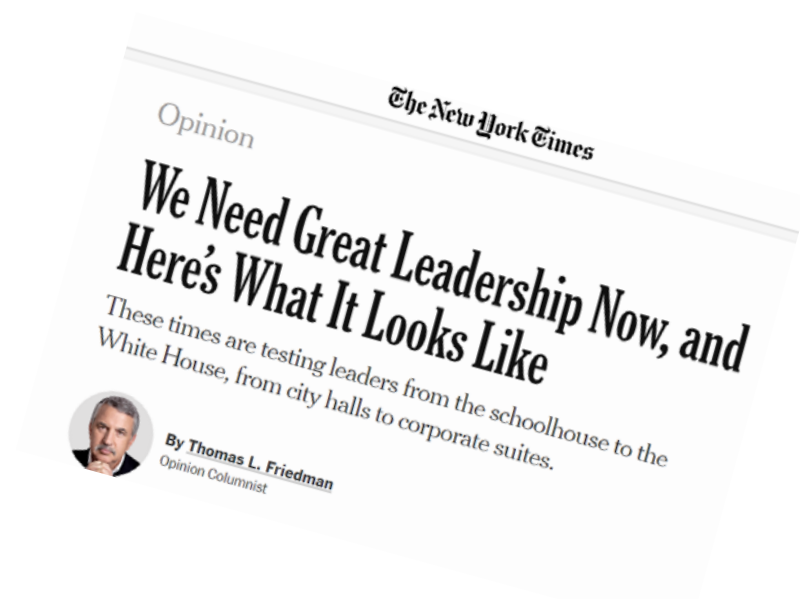 The New York Times
Opinion
We Need Great Leadership Now, and
Here's What It Looks Like
These times are testing leaders from the schoolhouse to the
White House, from city halls to corporate suites.
By Thomas L. Friedman
Opinion Columnist